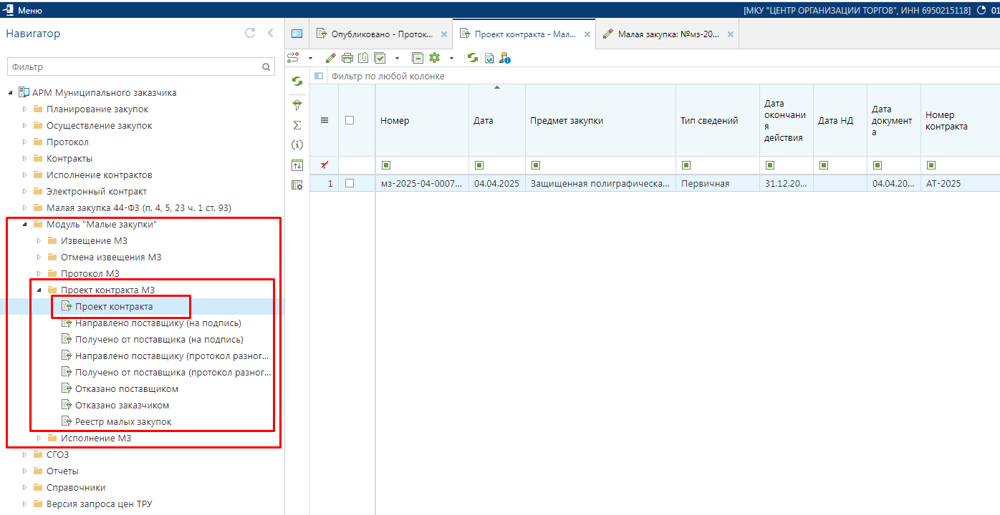 Меню
[МКУ "ЦЕНТР ОРГАНИЗАЦИИ ТОРГОВ", ИНН 6950215118] 01
Навигатор
Фильтр
АРМ Муниципального заказчика
Планирование закупок
Осуществление закупок
Протокол
Контракты
Исполнение контрактов
Электронный контракт
Малая закупка 44-ФЗ (п. 4, 5, 23 ч. 1 ст. 93)
Модуль "Малые закупки"
Извещение МЗ
Отмена извещения МЗ
Протокол МЗ
Проект контракта МЗ
Проект контракта
Направлено поставщику (на подпись)
Получено от поставщика (на подпись)
Направлено поставщику (протокол разног...
Получено от поставщика (протокол разног...
Отказано поставщиком
Отказано заказчиком
Реестр малых закупок
Исполнение МЗ
СГОЗ
Отчеты
Справочники
Версия запроса цен ТРУ
Опубликовано - Проток...
Проект контракта - Мал...
Малая закупка: №мз-20...
Фильтр по любой колонке
Номер
Дата
Предмет закупки
Тип сведений
Дата
окончани
я
действия
Дата НД
Дата
документ
а
Номер
контракта
1 мз-2025-04-0007... 04.04.2025 Защищенная полиграфическа... Первичная 31.12.20... 04.04.20... АТ-2025